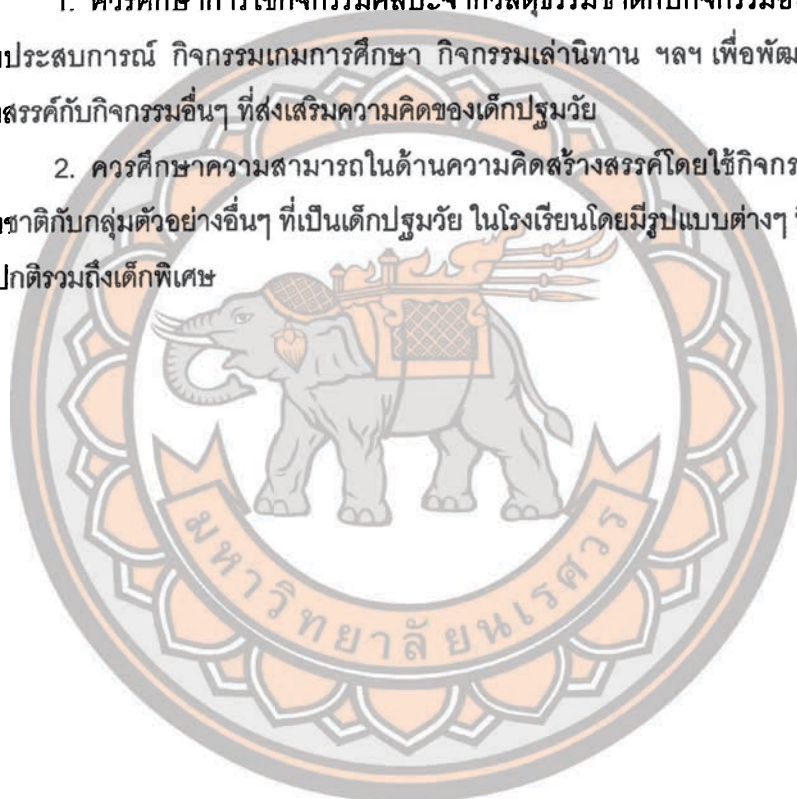 1. ควรศึกษาการใช้กิจกรรมศิลปะจากวัสดุธรรมชาติกับกิจกรรม
ประสบการณ์ กิจกรรมเกมการศึกษา กิจกรรมเล่านิทาน ฯลฯ เพื่อพัฒ
สรรค์กับกิจกรรมอื่นๆ ที่ส่งเสริมความคิดของเด็กปฐมวัย
2. ควรศึกษาความสามารถในด้านความคิดสร้างสรรค์โดยใช้กิจกร
ชาติกับกลุ่มตัวอย่างอื่นๆ ที่เป็นเด็กปฐมวัย ในโรงเรียนโดยมีรูปแบบต่างๆ
ปกติรวมถึงเด็กพิเศษ
มหาวิทยาลัยนเรศวร